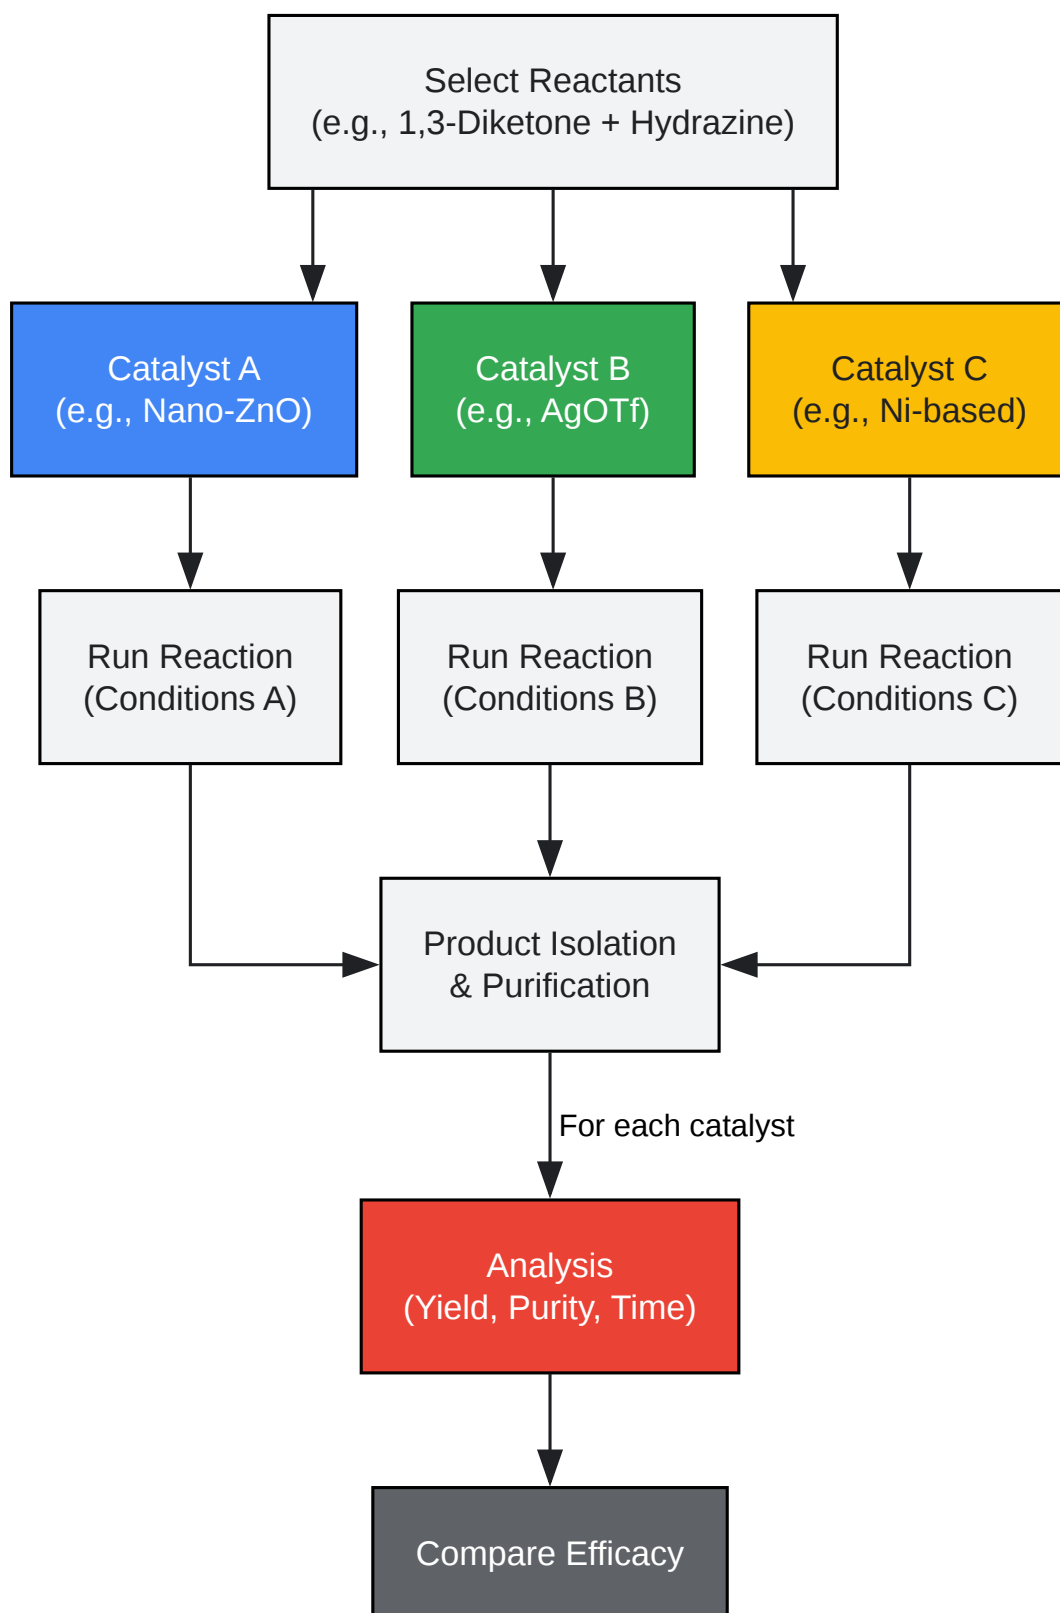 Select Reactants
(e.g., 1,3-Diketone + Hydrazine)
Catalyst A
(e.g., Nano-ZnO)
Catalyst B
(e.g., AgOTf)
Catalyst C
(e.g., Ni-based)
Run Reaction
(Conditions A)
Run Reaction
(Conditions B)
Run Reaction
(Conditions C)
Product Isolation
& Purification
For each catalyst
Analysis
(Yield, Purity, Time)
Compare Efficacy